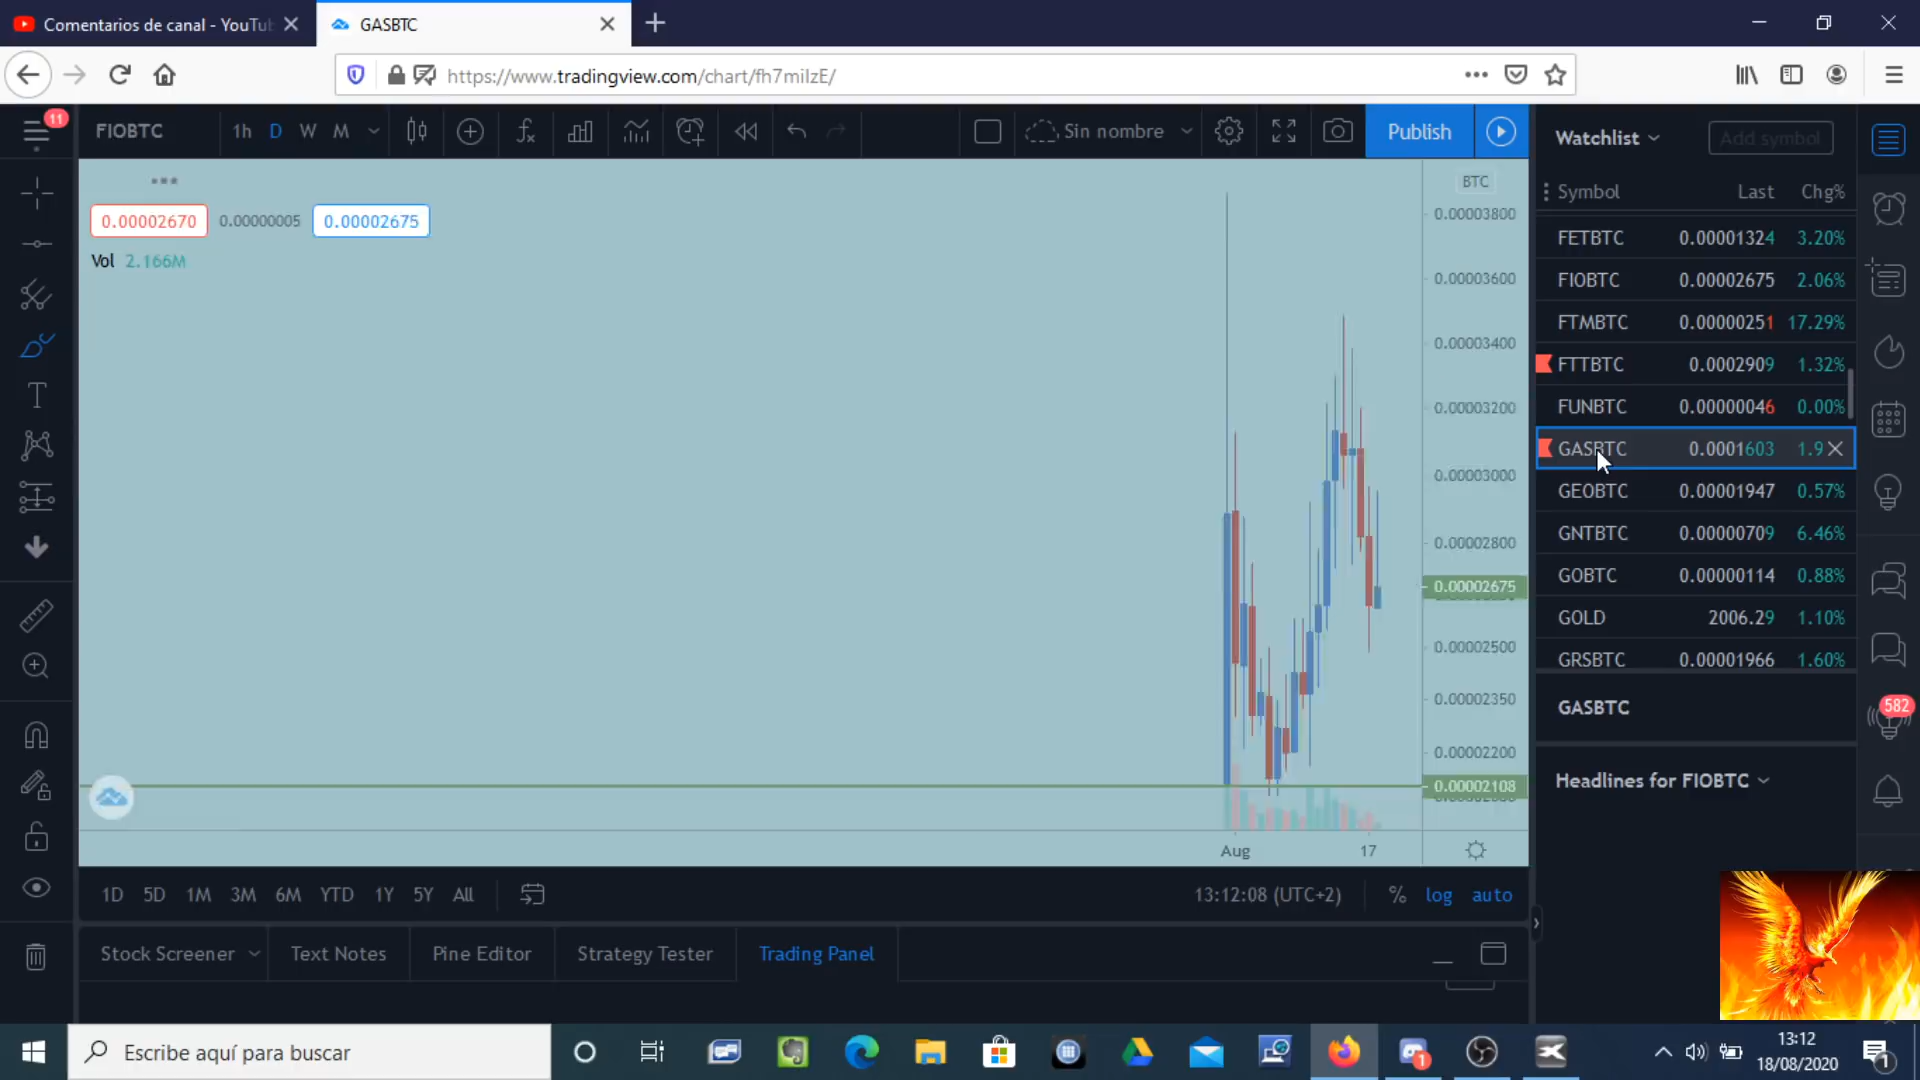 Comentarios de canal - YouTub
GASBTC
https://www.tradingview.com/chart/fh7milzE/
11
FIOBTC
1h D W M
Sin nombre
Publish
0.00002670 0.00000005 0.00002675
Vol 2.166M
BTC
0.00003800
0.00003600
0.00003400
0.00003200
0.00003000
0.00002800
0.00002675
0.00002500
0.00002350
0.00002200
0.00002108
Aug 17
Watchlist Add symbol
Symbol Last Chg%
FETBTC 0.00001324 3.20%
FIOBTC 0.00002675 2.06%
FTMBTC 0.00000251 17.29%
FTTBTC 0.0002909 1.32%
FUNBTC 0.00000046 0.00%
GASBTC 0.0001603 1.9
GEOBTC 0.00001947 0.57%
GNTBTC 0.00000709 6.46%
GOBTC 0.00000114 0.88%
GOLD 2006.29 1.10%
GRSBTC 0.00001966 1.60%
GASBTC
Headlines for FIOBTC
582
1D 5D 1M 3M 6M YTD 1Y 5Y All
13:12:08 (UTC+2) % log auto
Stock Screener Text Notes Pine Editor Strategy Tester Trading Panel
Escribe aquí para buscar
1
13:12
18/08/2020
1